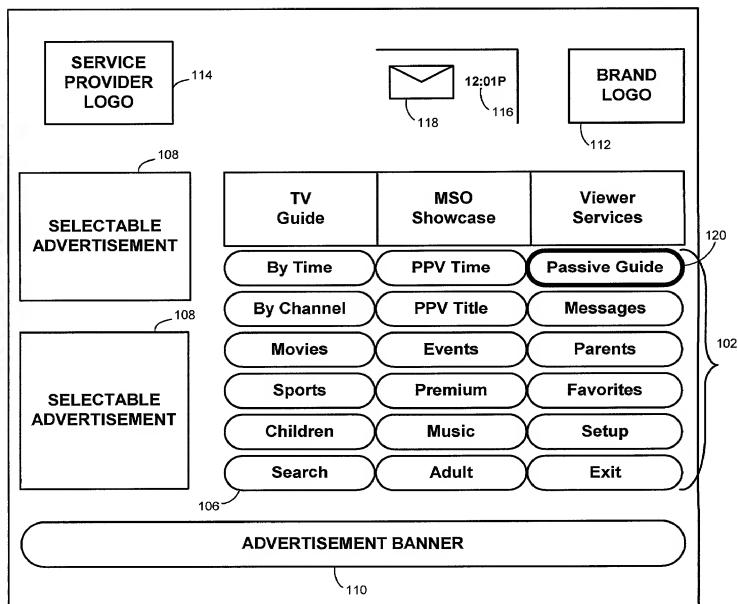 SERVICE
PROVIDER
LOGO
114
12:01P
118
116
BRAND
LOGO
112
108
SELECTABLE
ADVERTISEMENT
TV
Guide
MSO
Showcase
Viewer
Services
120
By Time
PPV Time
Passive Guide
By Channel
PPV Title
Messages
108
Movies
Events
Parents
102
SELECTABLE
ADVERTISEMENT
Sports
Premium
Favorites
Children
Music
Setup
Search
Adult
Exit
106
ADVERTISEMENT BANNER
110